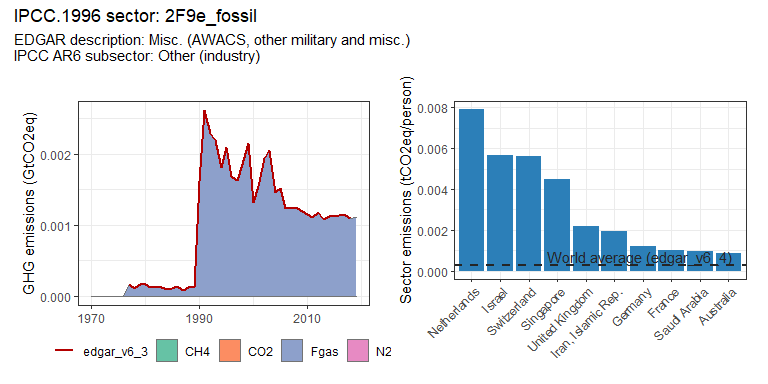 IPCC.1996 sector: 2F9e_fossil
EDGAR description: Misc. (AWACS, other military and misc.)
IPCC AR6 subsector: Other (industry)
GHG emissions (GtCO2eq)
0.002
0.001
0.000
1970
1990
2010
edgar_v6_3
CH4
CO2
Fgas
N2
Sector emissions (tCO2eq/person)
0.008
0.006
0.004
0.002
0.000
World average (edgar_v6_4)
Netherlands
Israel
Switzerland
Singapore
United Kingdom
Iran, Islamic Rep.
Germany
France
Saudi Arabia
Australia